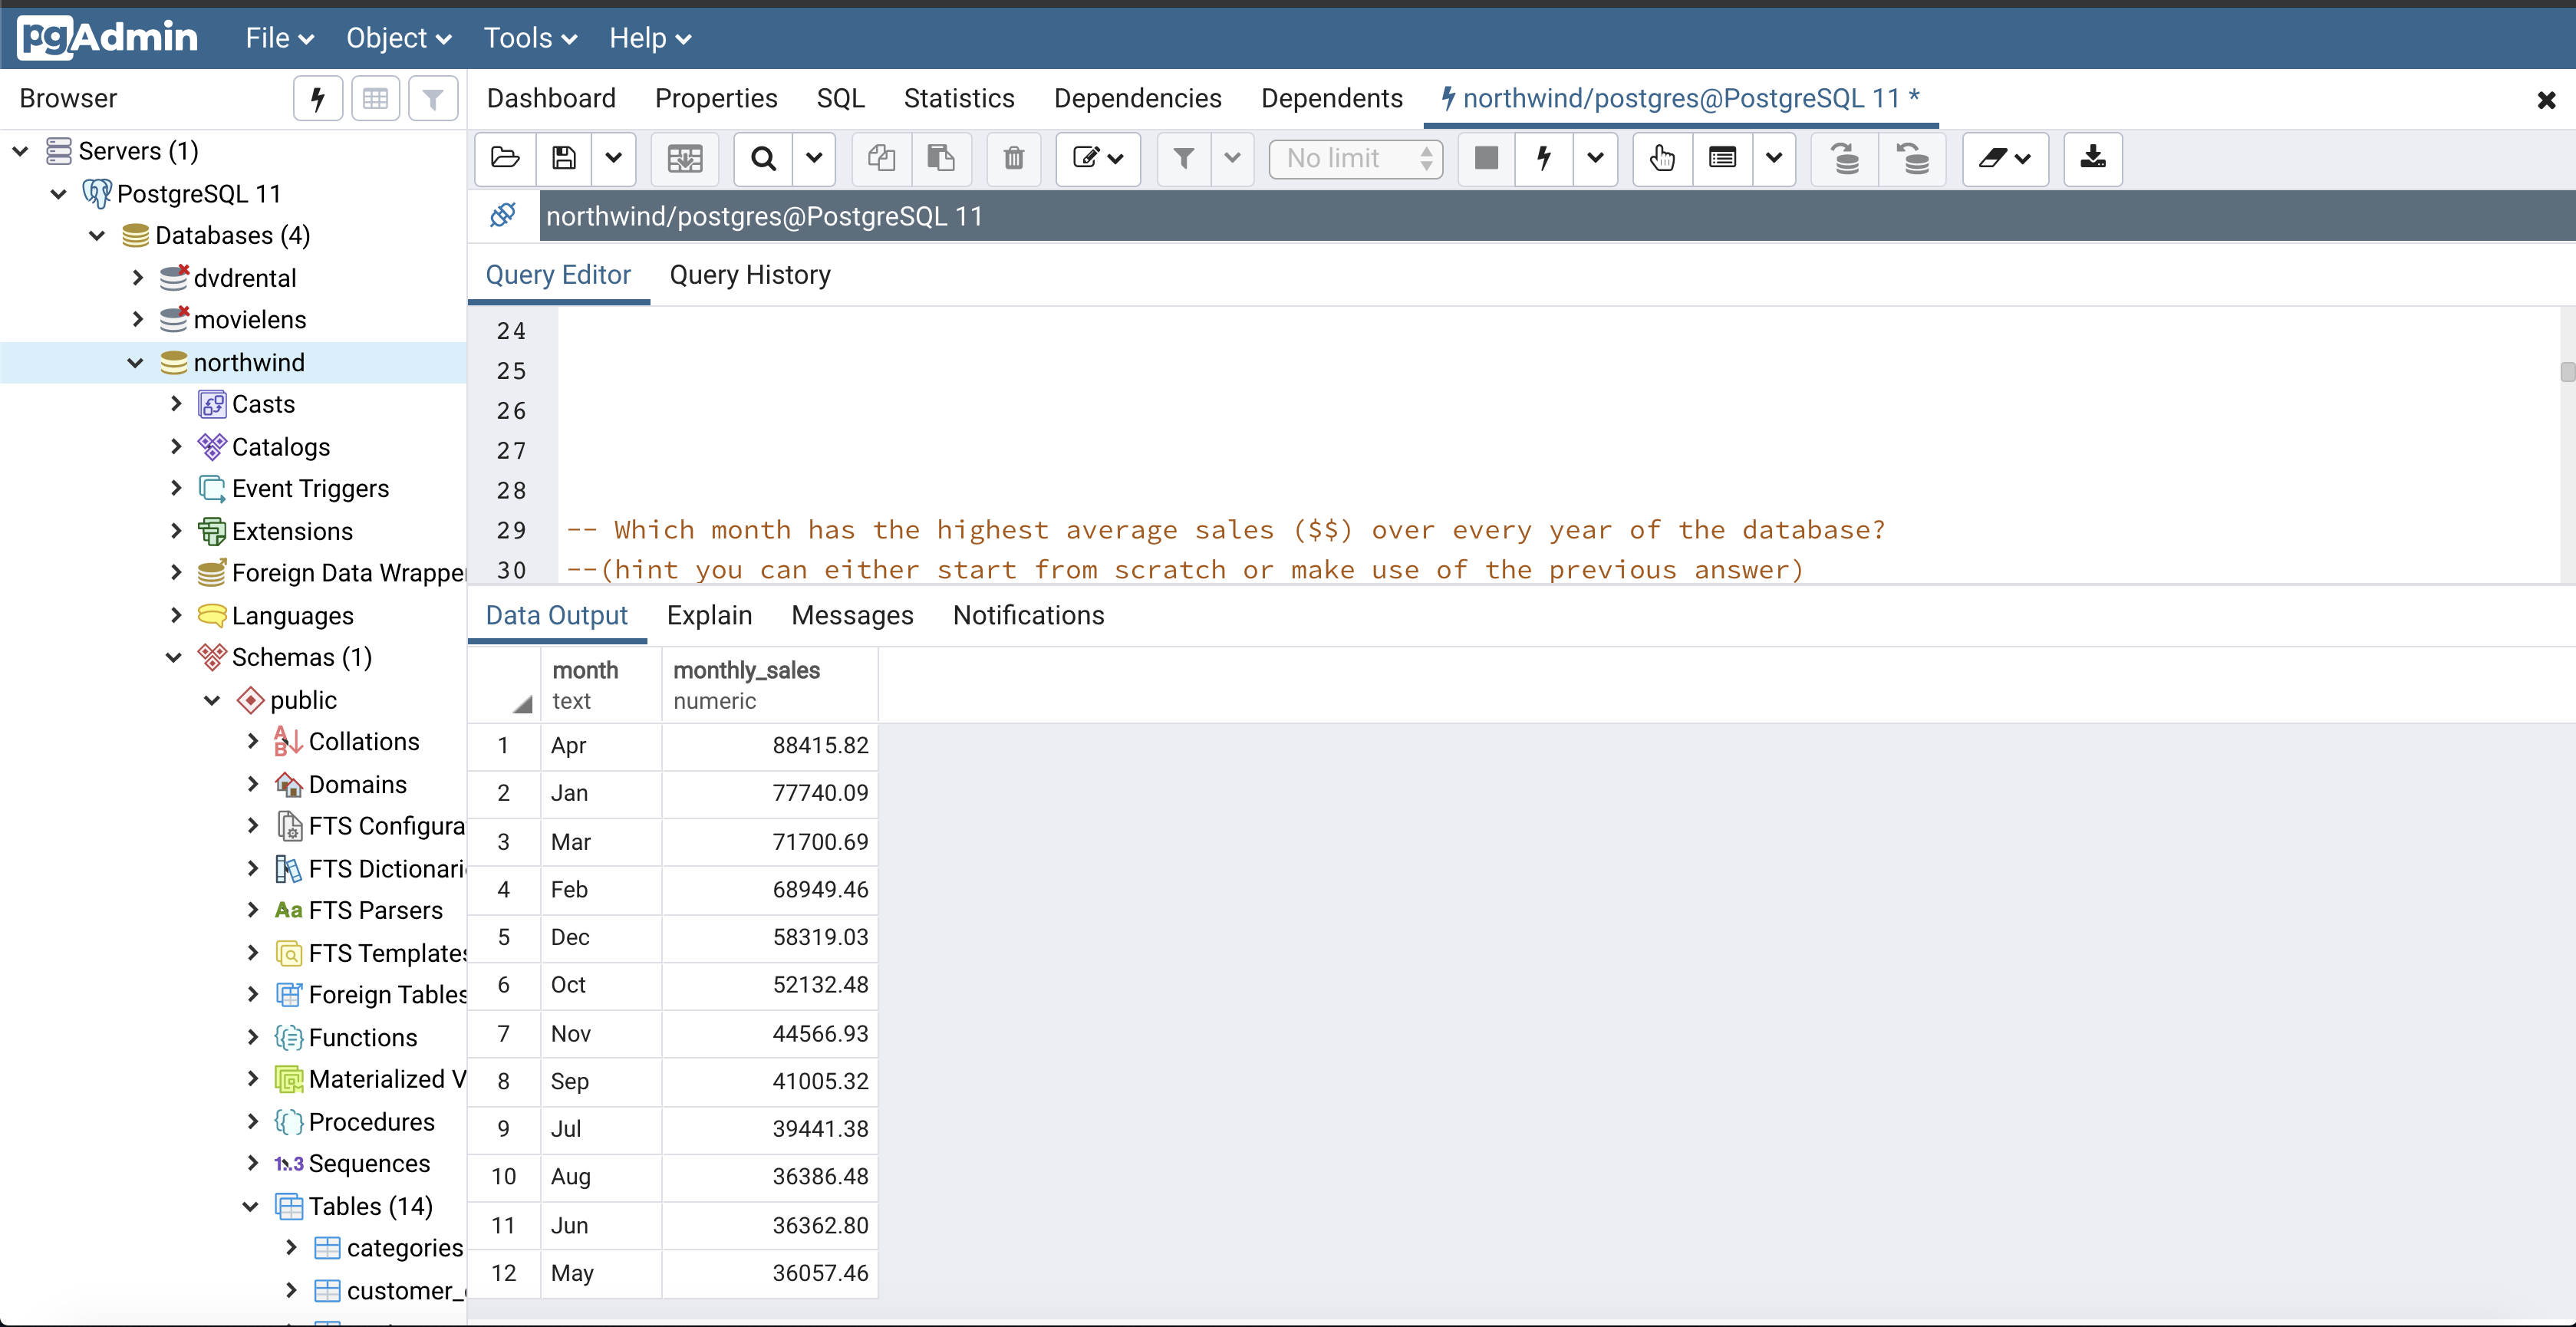 pgAdmin File Object Tools Help
Browser
Dashboard Properties SQL Statistics Dependencies Dependents northwind/postgres@PostgreSQL 11 *
Servers (1)
PostgreSQL 11
Databases (4)
dvdrental
movielens
northwind
Casts
Catalogs
Event Triggers
Extensions
Foreign Data Wrapper
Languages
Schemas (1)
public
Collations
Domains
FTS Configura
FTS Dictionari
Aa FTS Parsers
FTS Templates
Foreign Tables
Functions
Materialized V
Procedures
1..3 Sequences
Tables (14)
categories
customer_
No limit
northwind/postgres@PostgreSQL 11
Query Editor Query History
24
25
26
27
28
29 -- Which month has the highest average sales ($$) over every year of the database?
30 --(hint you can either start from scratch or make use of the previous answer)
Data Output Explain Messages Notifications
month monthly_sales
text numeric
1 Apr 88415.82
2 Jan 77740.09
3 Mar 71700.69
4 Feb 68949.46
5 Dec 58319.03
6 Oct 52132.48
7 Nov 44566.93
8 Sep 41005.32
9 Jul 39441.38
10 Aug 36386.48
11 Jun 36362.80
12 May 36057.46